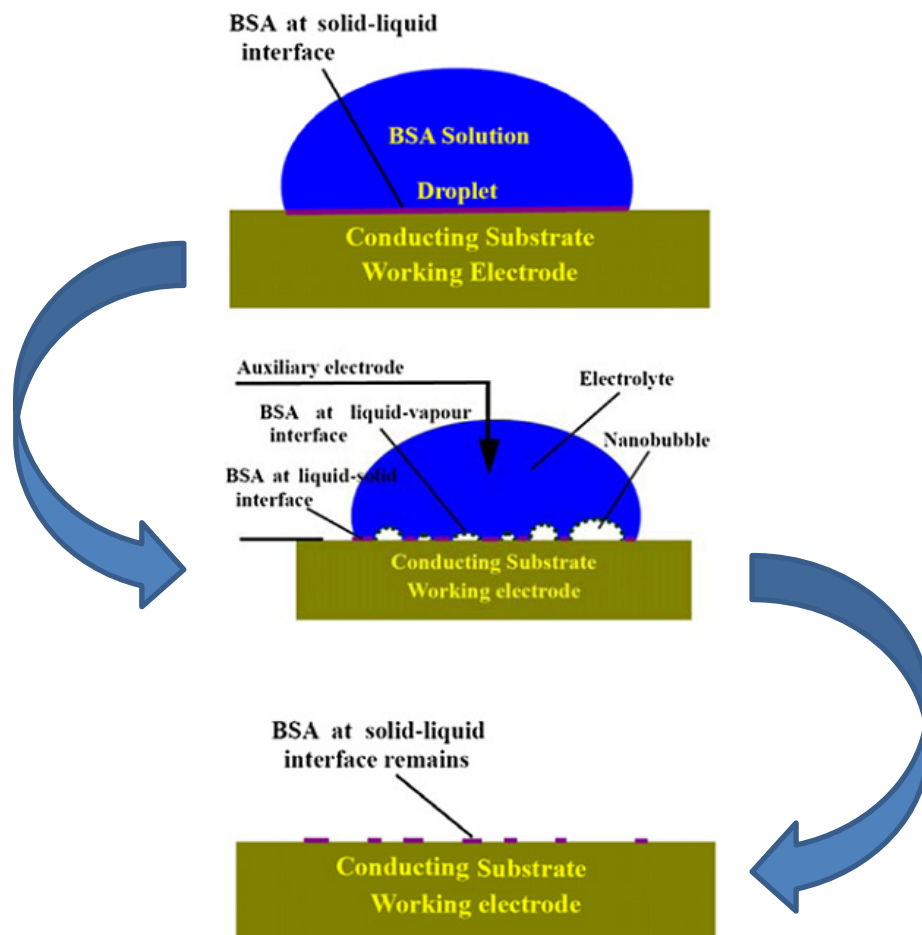 BSA at solid-liquid
interface
BSA Solution
Droplet
Conducting Substrate
Working Electrode
Auxiliary electrode
Electrolyte
BSA at liquid-vapour
interface
Nanobubble
BSA at liquid-solid
interface
Conducting Substrate
Working electrode
BSA at solid-liquid
interface remains
Conducting Substrate
Working electrode